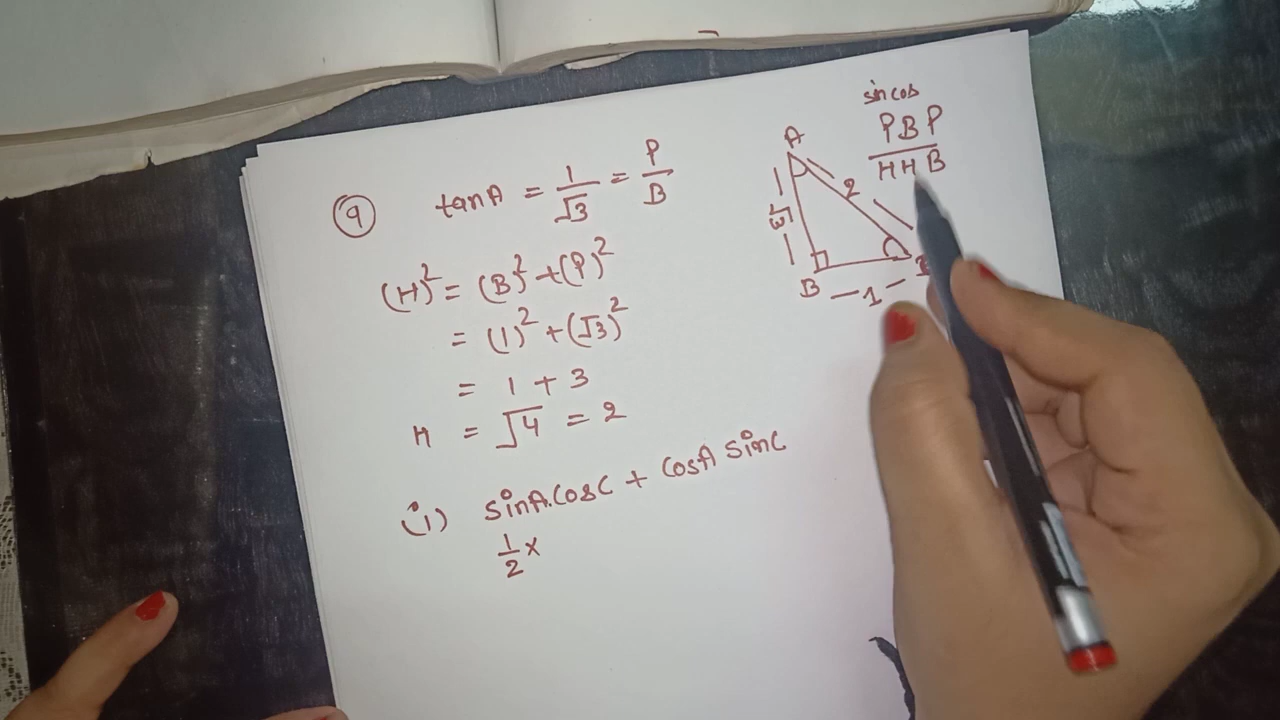 9 tanA = 1/√3 = P/B
(H)² = (B)² + (P)²
= (1)² + (√3)²
= 1 + 3
H = √4 = 2
(i) sinA.cosC + cosA sinC
1/2 ×
sin cos
P B P
H H B
A
√3
2
B
1